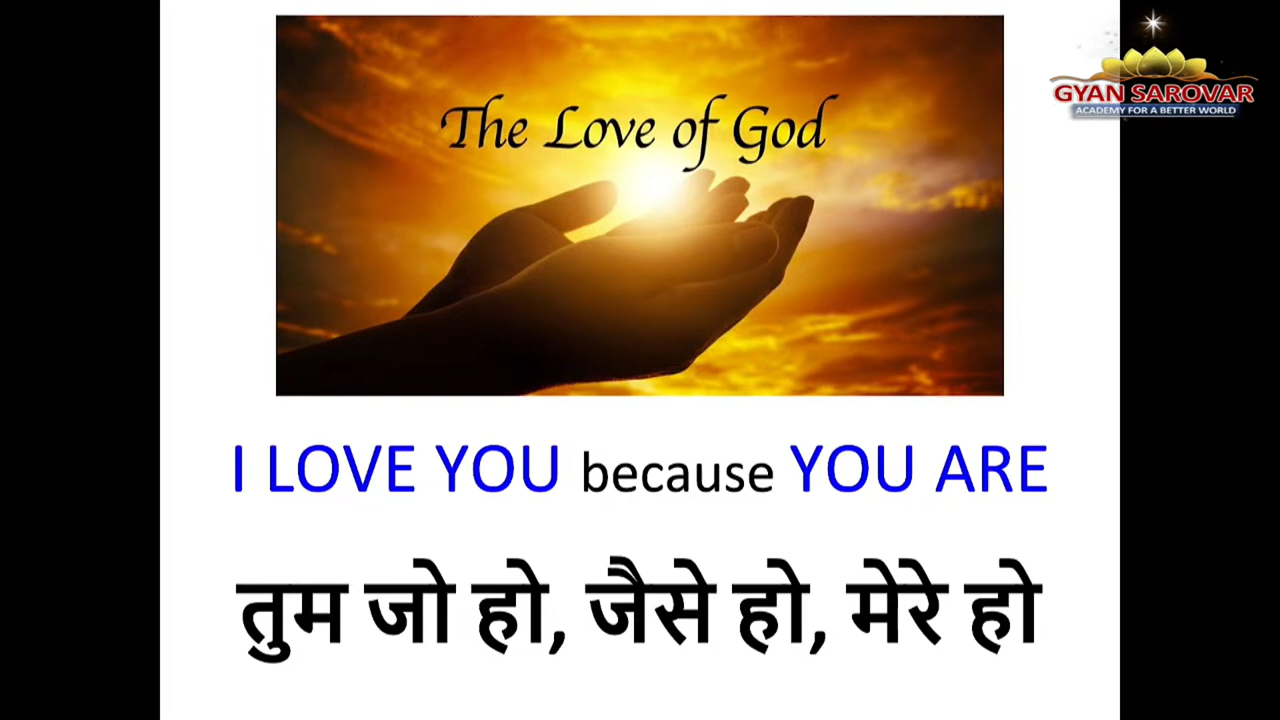 The Love of God
GYAN SAROVAR
ACADEMY FOR A BETTER WORLD
I LOVE YOU because YOU ARE
तुम जो हो, जैसे हो, मेरे हो